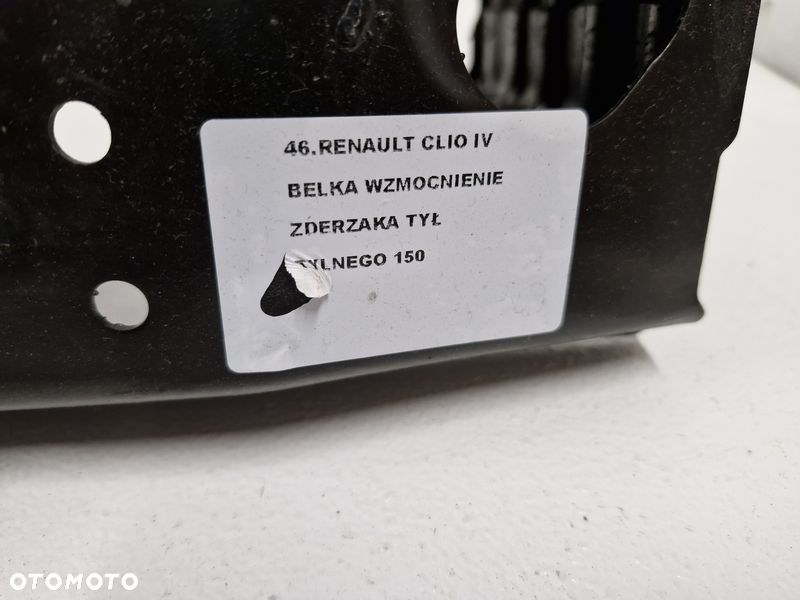 46.RENAULT CLIO IV
BELKA WZMOCNIENIE
ZDERZAKA TYŁ
TYLNEGO 150
OTOMOTO